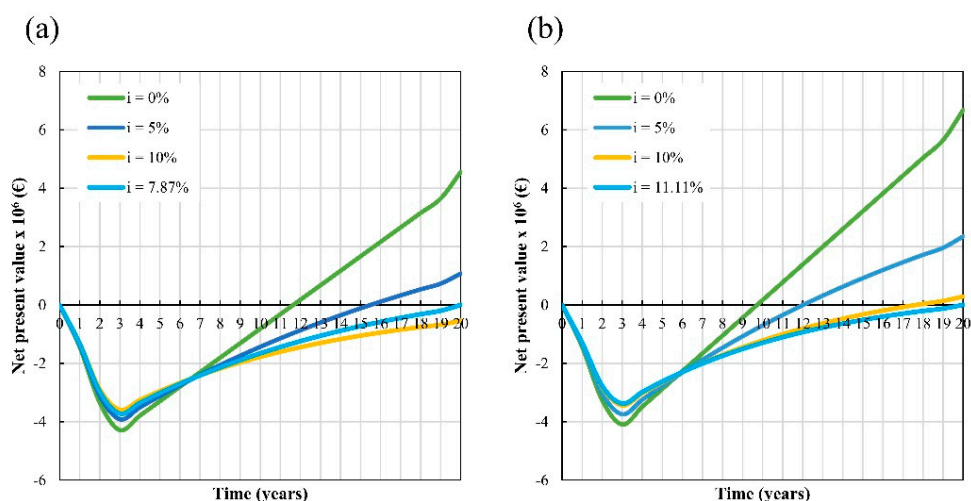 (a)
8
6
4
2
0
-2
-4
-6
Net present value x 10⁶ (€)
i = 0%
i = 5%
i = 10%
i = 7.87%
0 1 2 3 4 5 6 7 8 9 10 11 12 13 14 15 16 17 18 19 20
Time (years)
(b)
8
6
4
2
0
-2
-4
-6
Net present value x 10⁶ (€)
i = 0%
i = 5%
i = 10%
i = 11.11%
0 1 2 3 4 5 6 7 8 9 10 11 12 13 14 15 16 17 18 19 20
Time (years)